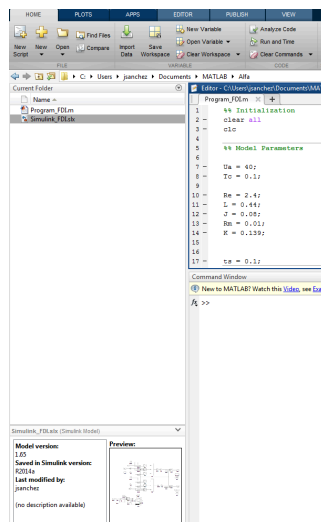 HOME PLOTS APPS EDITOR PUBLISH VIEW
New Script
New
Open
Find Files
Compare
Import Data
Save Workspace
New Variable
Open Variable
Clear Workspace
Analyze Code
Run and Time
Clear Commands
FILE VARIABLE CODE
C: Users jsanchez Documents MATLAB Alfa
Current Folder
Name
Program_FDI.m
Simulink_FDI.slx
Editor - C:\Users\jsanchez\Documents\MAT
Program_FDI.m
1 %% Initialization
2 - clear all
3 - clc
4
5 %% Model Parameters
6
7 - Ua = 40;
8 - Tc = 0.1;
9
10 - Re = 2.4;
11 - L = 0.44;
12 - J = 0.08;
13 - Rm = 0.01;
14 - K = 0.139;
15
16
17 - ts = 0.1;
Command Window
New to MATLAB? Watch this Video, see Exa
fx >>
Simulink_FDI.slx (Simulink Model)
Model version:
1.65
Saved in Simulink version:
R2014a
Last modified by:
jsanchez
(no description available)
Preview: